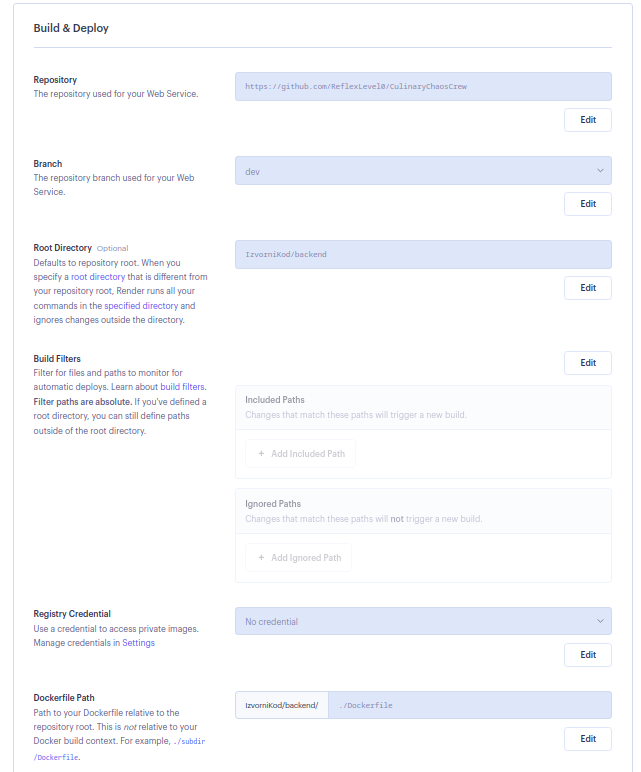 Build & Deploy
Repository
The repository used for your Web Service.
https://github.com/ReflexLevel0/CulinaryChaosCrew
Edit
Branch
The repository branch used for your Web
Service.
dev
Edit
Root Directory Optional
Defaults to repository root. When you
specify a root directory that is different from
your repository root, Render runs all your
commands in the specified directory and
ignores changes outside the directory.
IzvorniKod/backend
Edit
Build Filters
Filter for files and paths to monitor for
automatic deploys. Learn about build filters.
Filter paths are absolute. If you've defined a
root directory, you can still define paths
outside of the root directory.
Edit
Included Paths
Changes that match these paths will trigger a new build.
+ Add Included Path
Ignored Paths
Changes that match these paths will not trigger a new build.
+ Add Ignored Path
Registry Credential
Use a credential to access private images.
Manage credentials in Settings
No credential
Edit
Dockerfile Path
Path to your Dockerfile relative to the
repository root. This is not relative to your
Docker build context. For example, ./subdir
/Dockerfile.
IzvorniKod/backend/ ./Dockerfile
Edit